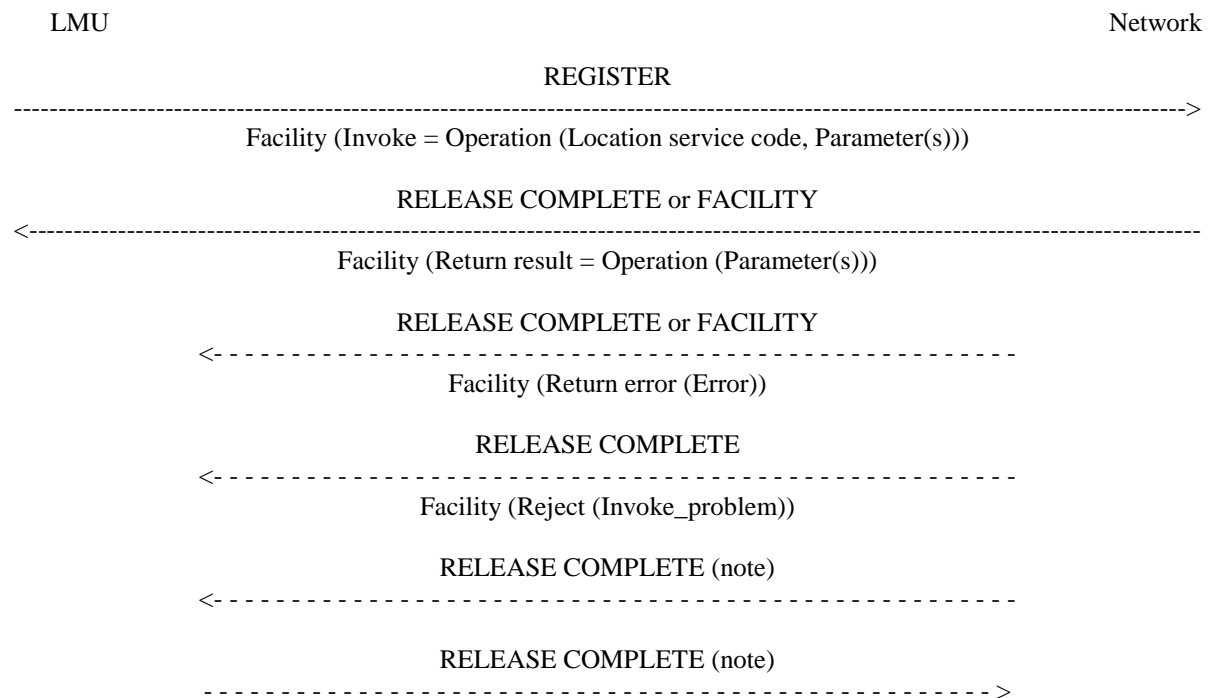 LMU Network
REGISTER
Facility (Invoke = Operation (Location service code, Parameter(s)))
RELEASE COMPLETE or FACILITY
Facility (Return result = Operation (Parameter(s)))
RELEASE COMPLETE or FACILITY
Facility (Return error (Error))
RELEASE COMPLETE
Facility (Reject (Invoke_problem))
RELEASE COMPLETE (note)
RELEASE COMPLETE (note)